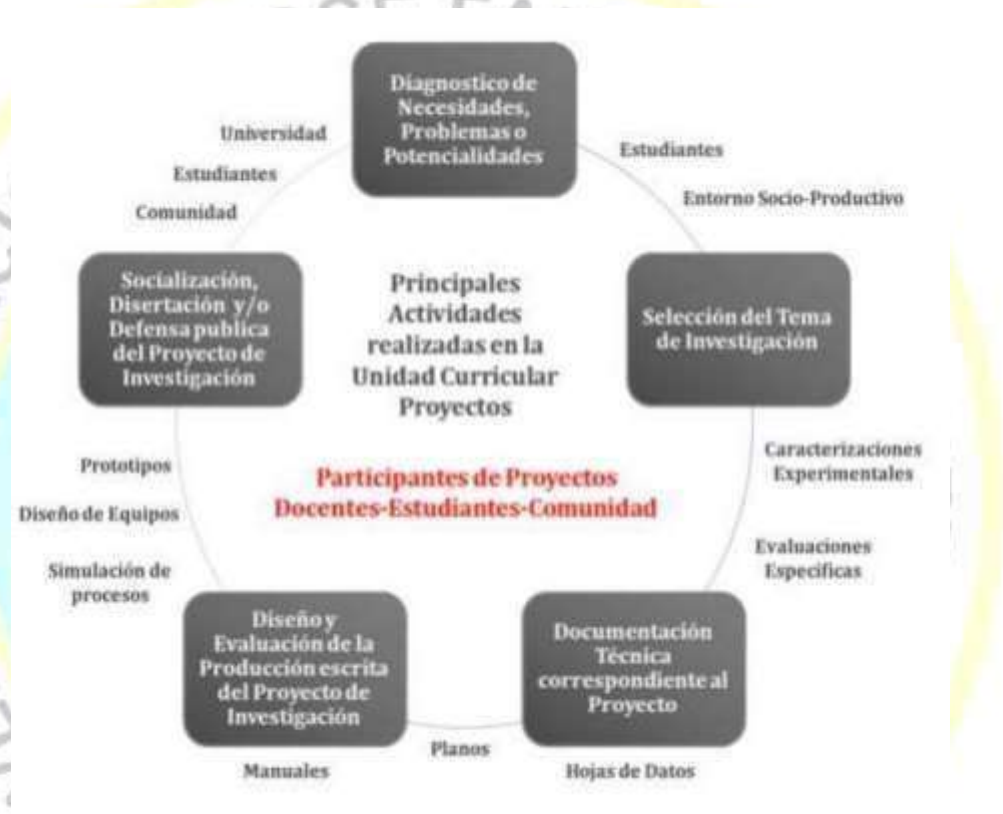 Diagnostico de
Necesidades,
Problemas o
Potencialidades
Estudiantes
Entorno Socio-Productivo
Selección del Tema
de Investigación
Caracterizaciones
Experimentales
Evaluaciones
Especificas
Documentación
Técnica
correspondiente al
Proyecto
Hojas de Datos
Planos
Manuales
Diseño y
Evaluación de la
Producción escrita
del Proyecto de
Investigación
Simulación de
procesos
Diseño de Equipos
Prototipos
Socialización,
Disertación y/o
Defensa publica
del Proyecto de
Investigación
Comunidad
Estudiantes
Universidad
Principales
Actividades
realizadas en la
Unidad Curricular
Proyectos
Participantes de Proyectos
Docentes-Estudiantes-Comunidad